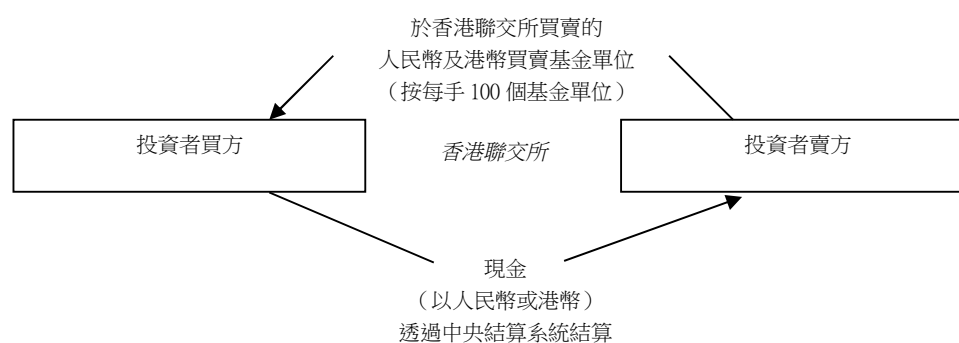 於香港聯交所買賣的
人民幣及港幣買賣基金單位
（按每手 100 個基金單位）
投資者買方
香港聯交所
投資者賣方
現金
（以人民幣或港幣）
透過中央結算系統結算